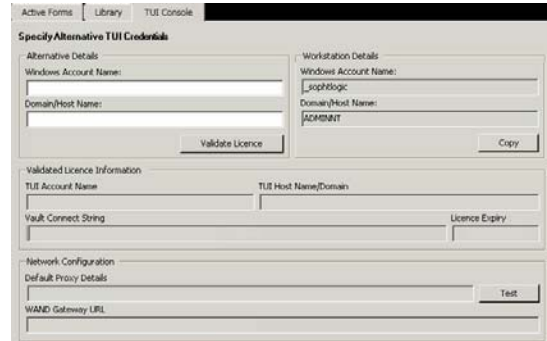 Active Forms Library TUI Console
Specify Alternative TUI Credentials
Alternative Details
Windows Account Name:
Domain/Host Name:
Validate Licence
Workstation Details
Windows Account Name:
_sophtlogic
Domain/Host Name:
ADMINNT
Copy
Validated Licence Information
TUI Account Name
TUI Host Name/Domain
Vault Connect String
Licence Expiry
Network Configuration
Default Proxy Details
Test
WAND Gateway URL